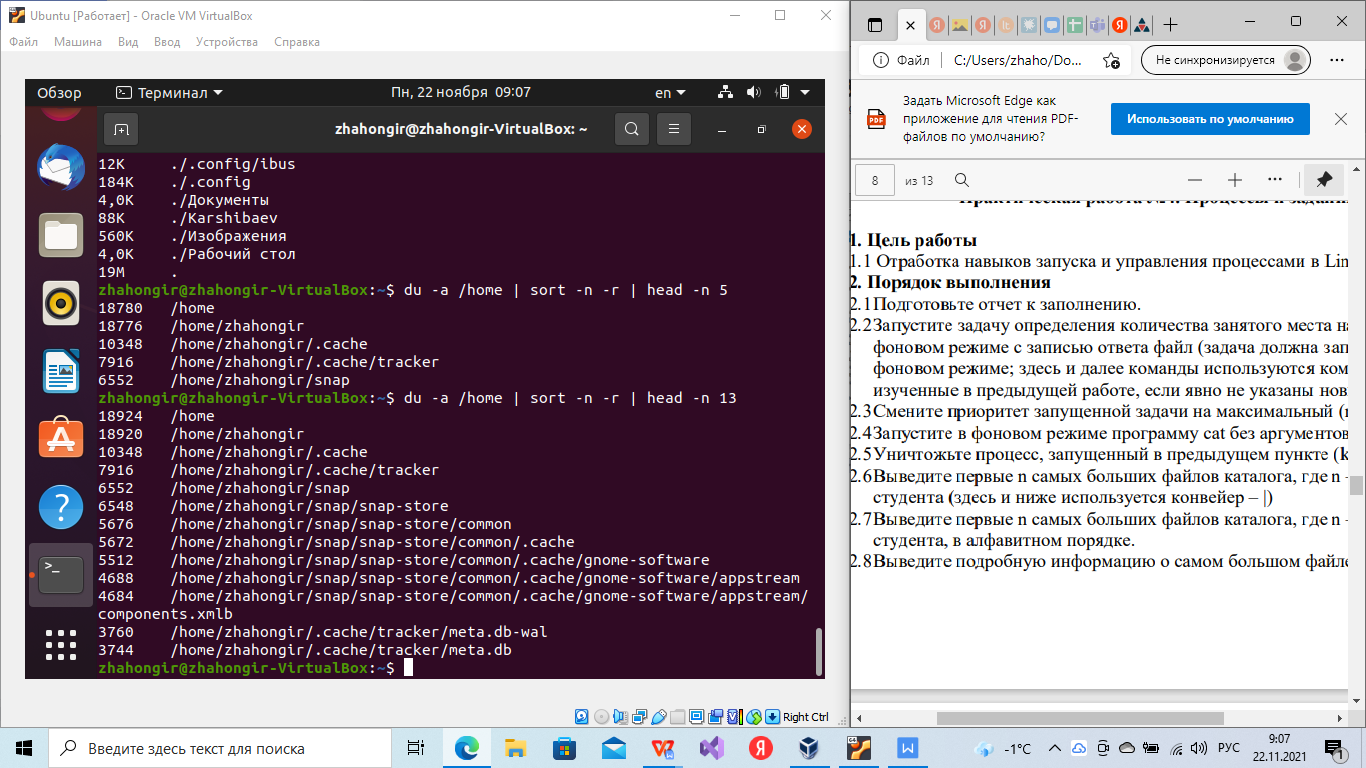 Ubuntu [Работает] - Oracle VM VirtualBox
Файл Машина Вид Ввод Устройства Справка
Обзор Терминал Пн, 22 ноября 09:07 en
zhahongir@zhahongir-VirtualBox: ~
12K ./.config/ibus
184K ./.config
4,0K ./Документы
88K ./Karshibaev
560K ./Изображения
4,0K ./Рабочий стол
19M .
zhahongir@zhahongir-VirtualBox:~$ du -a /home | sort -n -r | head -n 5
18780 /home
18776 /home/zhahongir
10348 /home/zhahongir/.cache
7916 /home/zhahongir/.cache/tracker
6552 /home/zhahongir/snap
zhahongir@zhahongir-VirtualBox:~$ du -a /home | sort -n -r | head -n 13
18924 /home
18920 /home/zhahongir
10348 /home/zhahongir/.cache
7916 /home/zhahongir/.cache/tracker
6552 /home/zhahongir/snap
6548 /home/zhahongir/snap/snap-store
5676 /home/zhahongir/snap/snap-store/common
5672 /home/zhahongir/snap/snap-store/common/.cache
5512 /home/zhahongir/snap/snap-store/common/.cache/gnome-software
4688 /home/zhahongir/snap/snap-store/common/.cache/gnome-software/appstream
4684 /home/zhahongir/snap/snap-store/common/.cache/gnome-software/appstream/
components.xmlb
3760 /home/zhahongir/.cache/tracker/meta.db-wal
3744 /home/zhahongir/.cache/tracker/meta.db
zhahongir@zhahongir-VirtualBox:~$
Right Ctrl
Файл C:/Users/zhaho/Do... Не синхронизируется
Задать Microsoft Edge как
приложение для чтения PDF-
файлов по умолчанию?
Использовать по умолчанию
8 из 13
1. Цель работы
1.1 Отработка навыков запуска и управления процессами в Lin
2. Порядок выполнения
2.1Подготовьте отчет к заполнению.
2.2Запустите задачу определения количества занятого места на
фоновом режиме с записью ответа файл (задача должна зап
фоновом режиме; здесь и далее команды используются ком
изученные в предыдущей работе, если явно не указаны нов
2.3Смените приоритет запущенной задачи на максимальный (
2.4Запустите в фоновом режиме программу cat без аргументов
2.5Уничтожьте процесс, запущенный в предыдущем пункте (k
2.6Выведите первые n самых больших файлов каталога, где n -
студента (здесь и ниже используется конвейер – |)
2.7Выведите первые n самых больших файлов каталога, где n -
студента, в алфавитном порядке.
2.8Выведите подробную информацию о самом большом файле
Введите здесь текст для поиска
-1°C РУС 9:07
22.11.2021
1